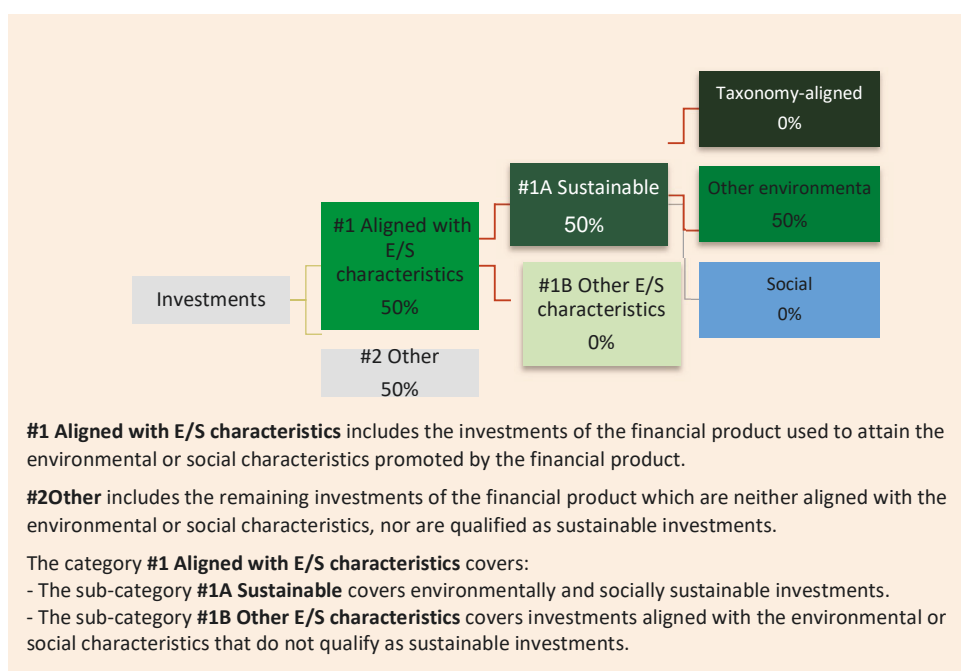 Taxonomy-aligned
0%
#1A Sustainable
50%
Other environmenta
50%
#1 Aligned with
E/S
characteristics
50%
Investments
#1B Other E/S
characteristics
0%
Social
0%
#2 Other
50%
#1 Aligned with E/S characteristics includes the investments of the financial product used to attain the
environmental or social characteristics promoted by the financial product.
#2Other includes the remaining investments of the financial product which are neither aligned with the
environmental or social characteristics, nor are qualified as sustainable investments.
The category #1 Aligned with E/S characteristics covers:
- The sub-category #1A Sustainable covers environmentally and socially sustainable investments.
- The sub-category #1B Other E/S characteristics covers investments aligned with the environmental or
social characteristics that do not qualify as sustainable investments.